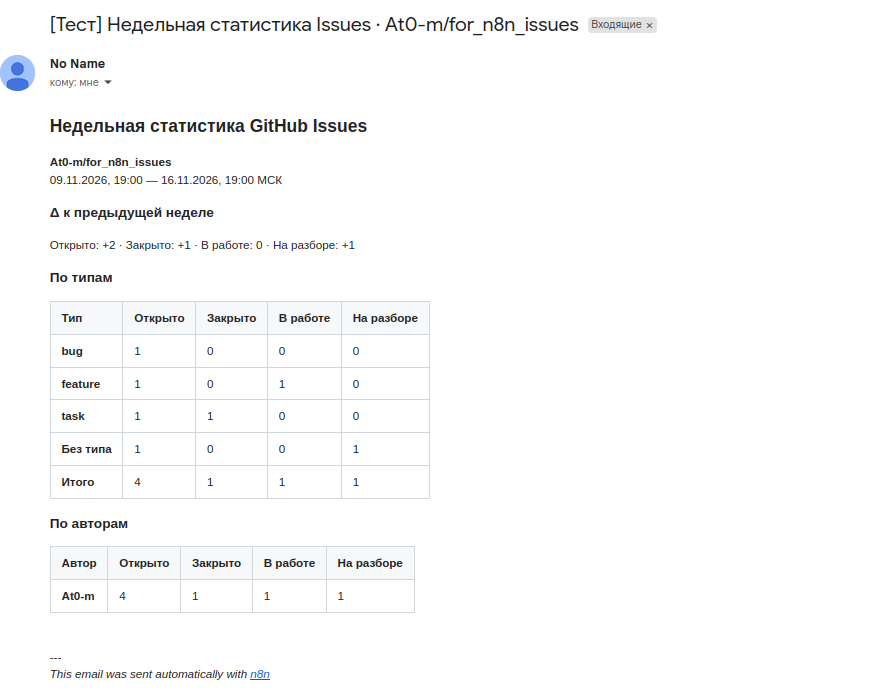 [Тест] Недельная статистика Issues · At0-m/for_n8n_issues Входящие ×
No Name
кому: мне
Недельная статистика GitHub Issues
At0-m/for_n8n_issues
09.11.2026, 19:00 — 16.11.2026, 19:00 МСК
Δ к предыдущей неделе
Открыто: +2 · Закрыто: +1 · В работе: 0 · На разборе: +1
По типам
Тип Открыто Закрыто В работе На разборе
bug 1 0 0 0
feature 1 0 1 0
task 1 1 0 0
Без типа 1 0 0 1
Итого 4 1 1 1
По авторам
Автор Открыто Закрыто В работе На разборе
At0-m 4 1 1 1
---
This email was sent automatically with n8n